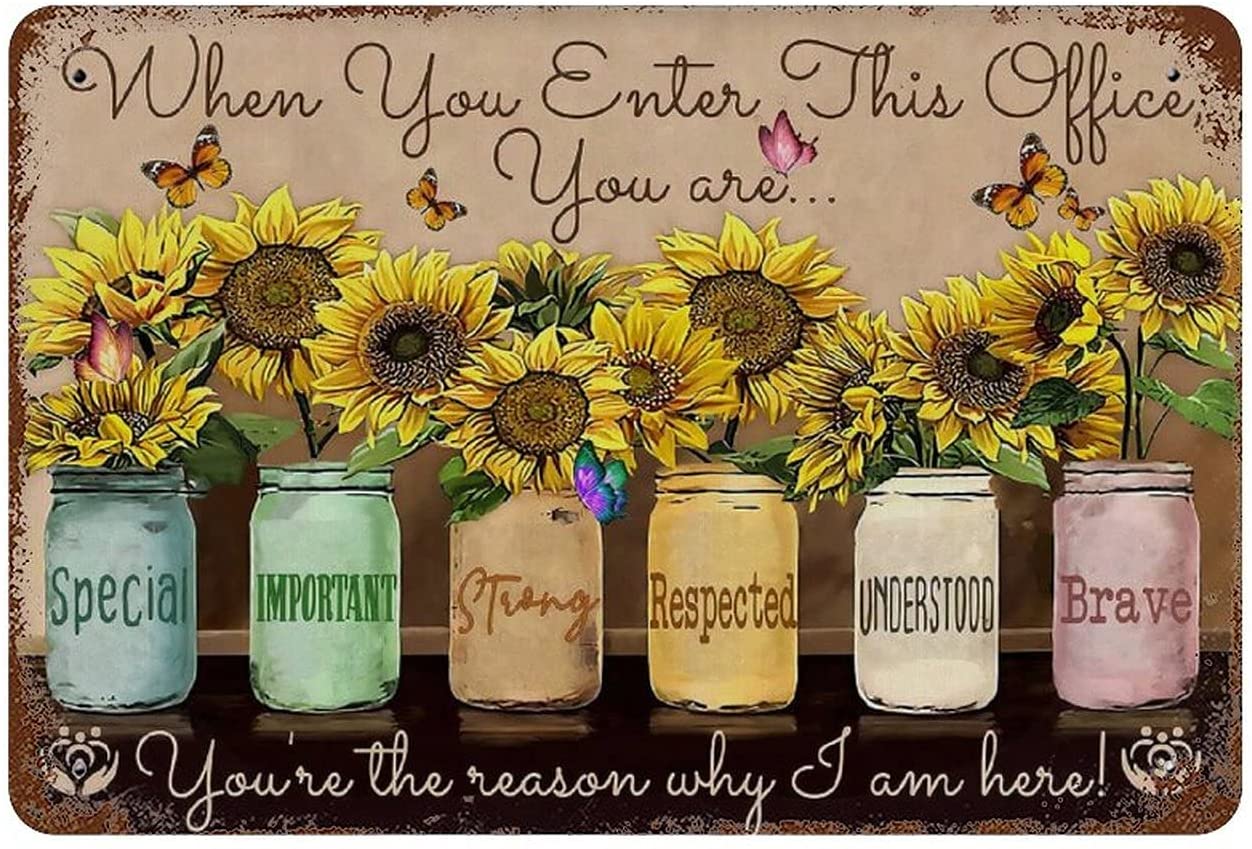 When You Enter This Office
You are...
Special
IMPORTANT
STrong
Respected
UNDERSTOOD
Brave
You're the reason why I am here!